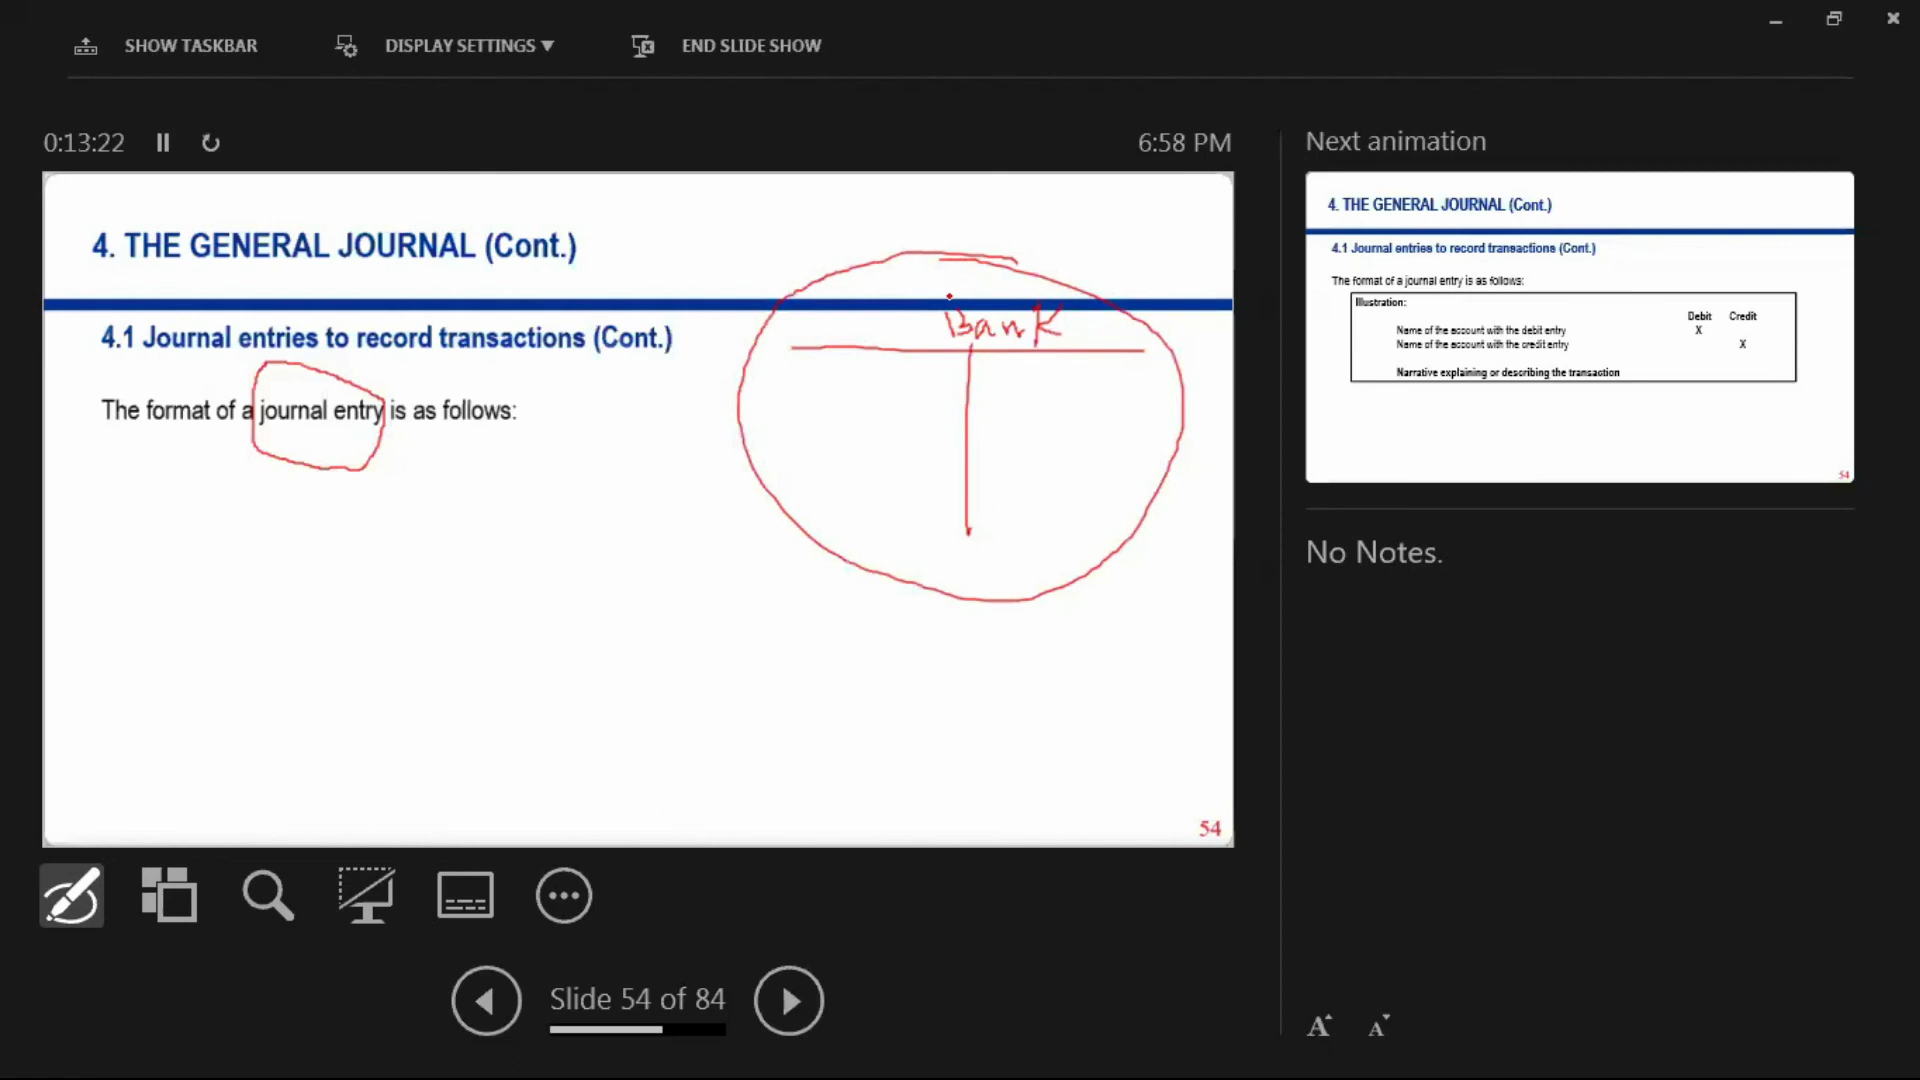 SHOW TASKBAR
DISPLAY SETTINGS ▼
END SLIDE SHOW
0:13:22
6:58 PM
4. THE GENERAL JOURNAL (Cont.)
4.1 Journal entries to record transactions (Cont.)
The format of a journal entry is as follows:
Bank
54
Slide 54 of 84
Next animation
4. THE GENERAL JOURNAL (Cont.)
4.1 Journal entries to record transactions (Cont.)
The format of a journal entry is as follows:
Illustration:
Debit Credit
Name of the account with the debit entry X
Name of the account with the credit entry X
Narrative explaining or describing the transaction
54
No Notes.
A A